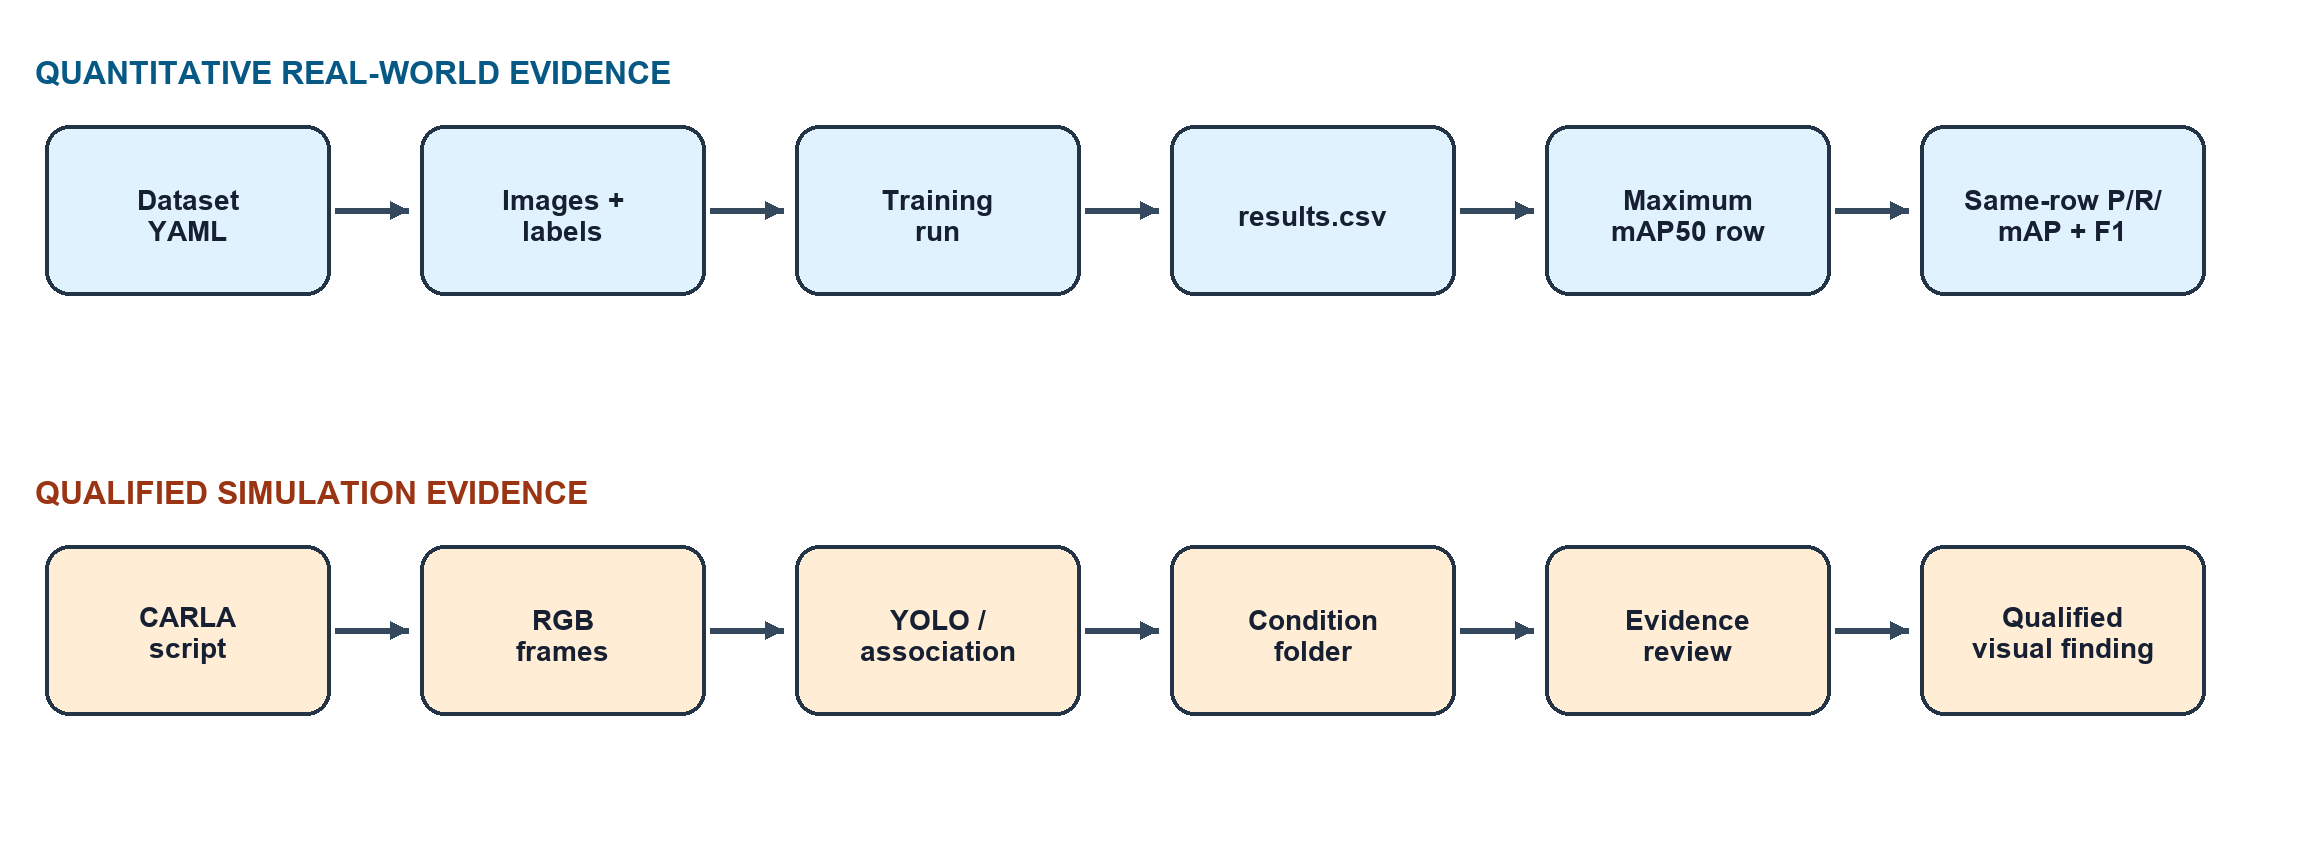 QUANTITATIVE REAL-WORLD EVIDENCE
Dataset
YAML
Images +
labels
Training
run
results.csv
Maximum
mAP50 row
Same-row P/R/
mAP + F1
QUALIFIED SIMULATION EVIDENCE
CARLA
script
RGB
frames
YOLO /
association
Condition
folder
Evidence
review
Qualified
visual finding